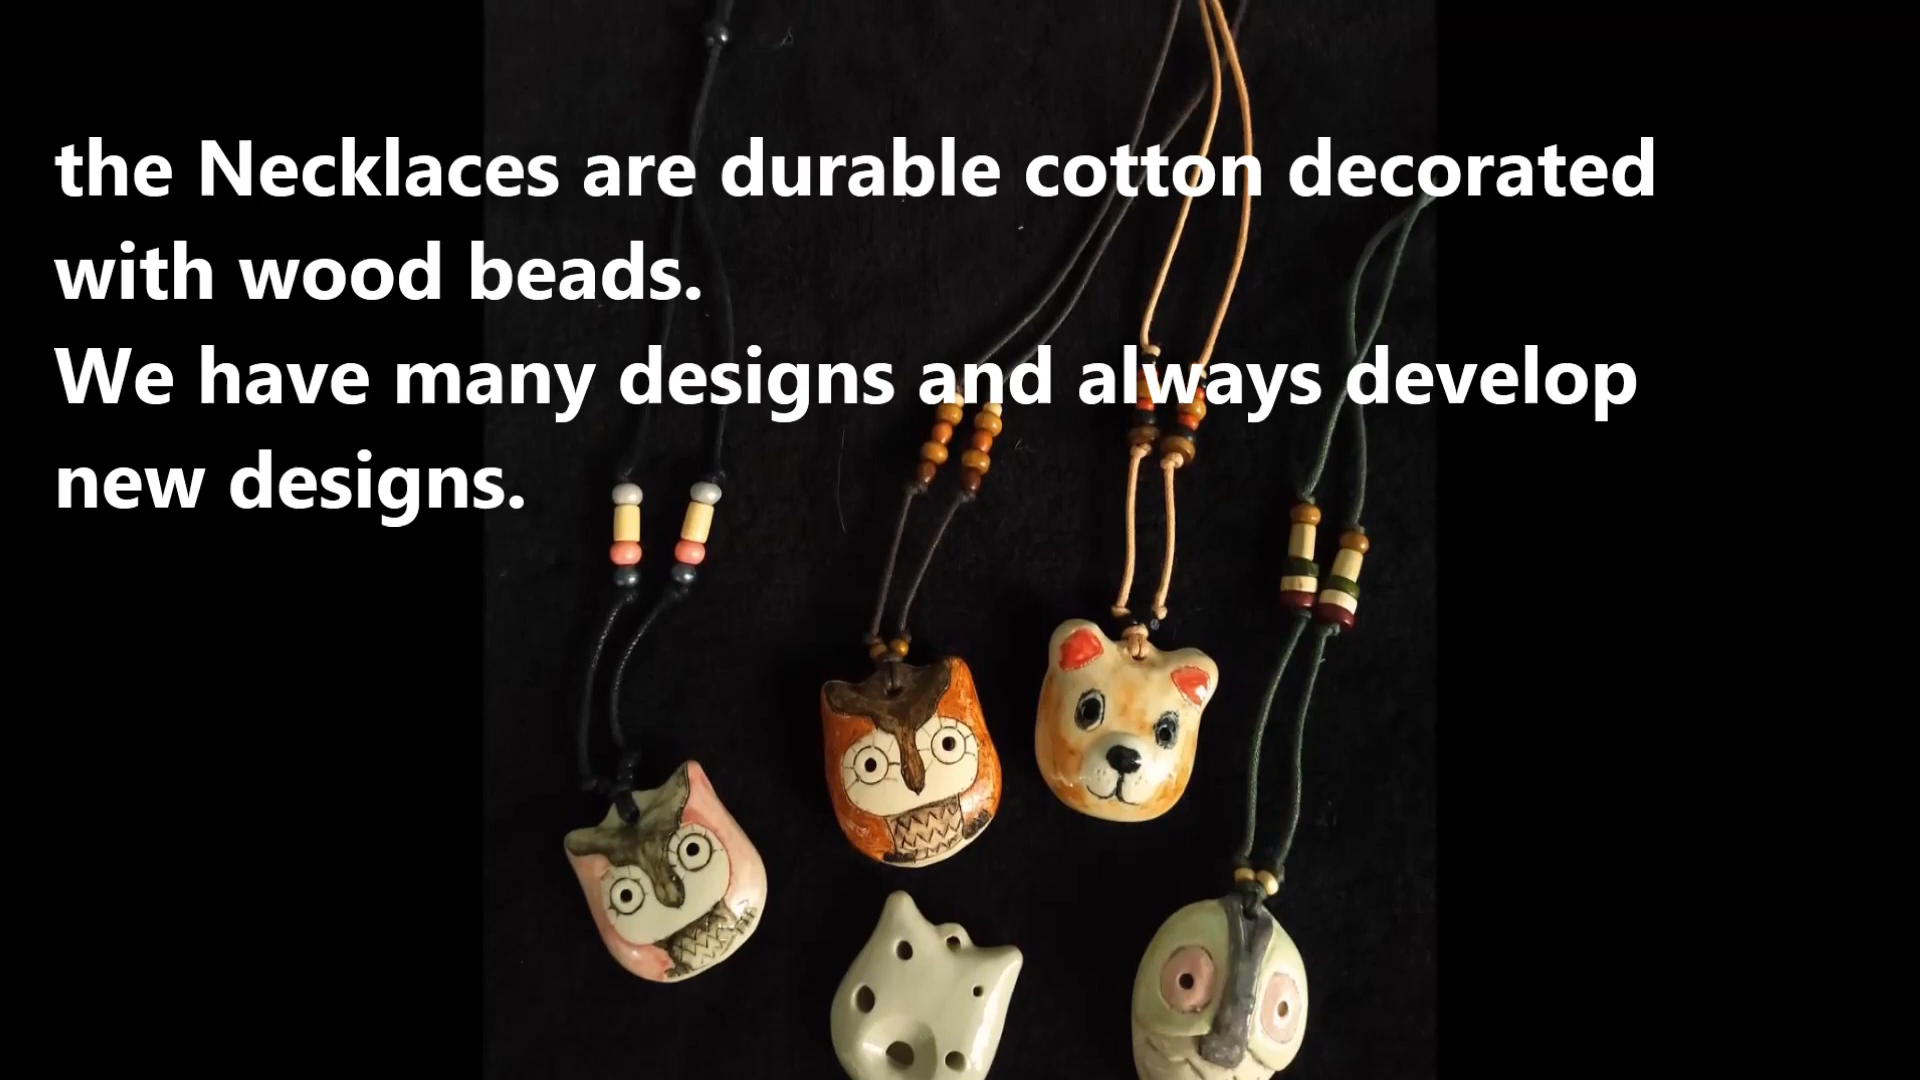 the Necklaces are durable cotton decorated
with wood beads.
We have many designs and always develop
new designs.